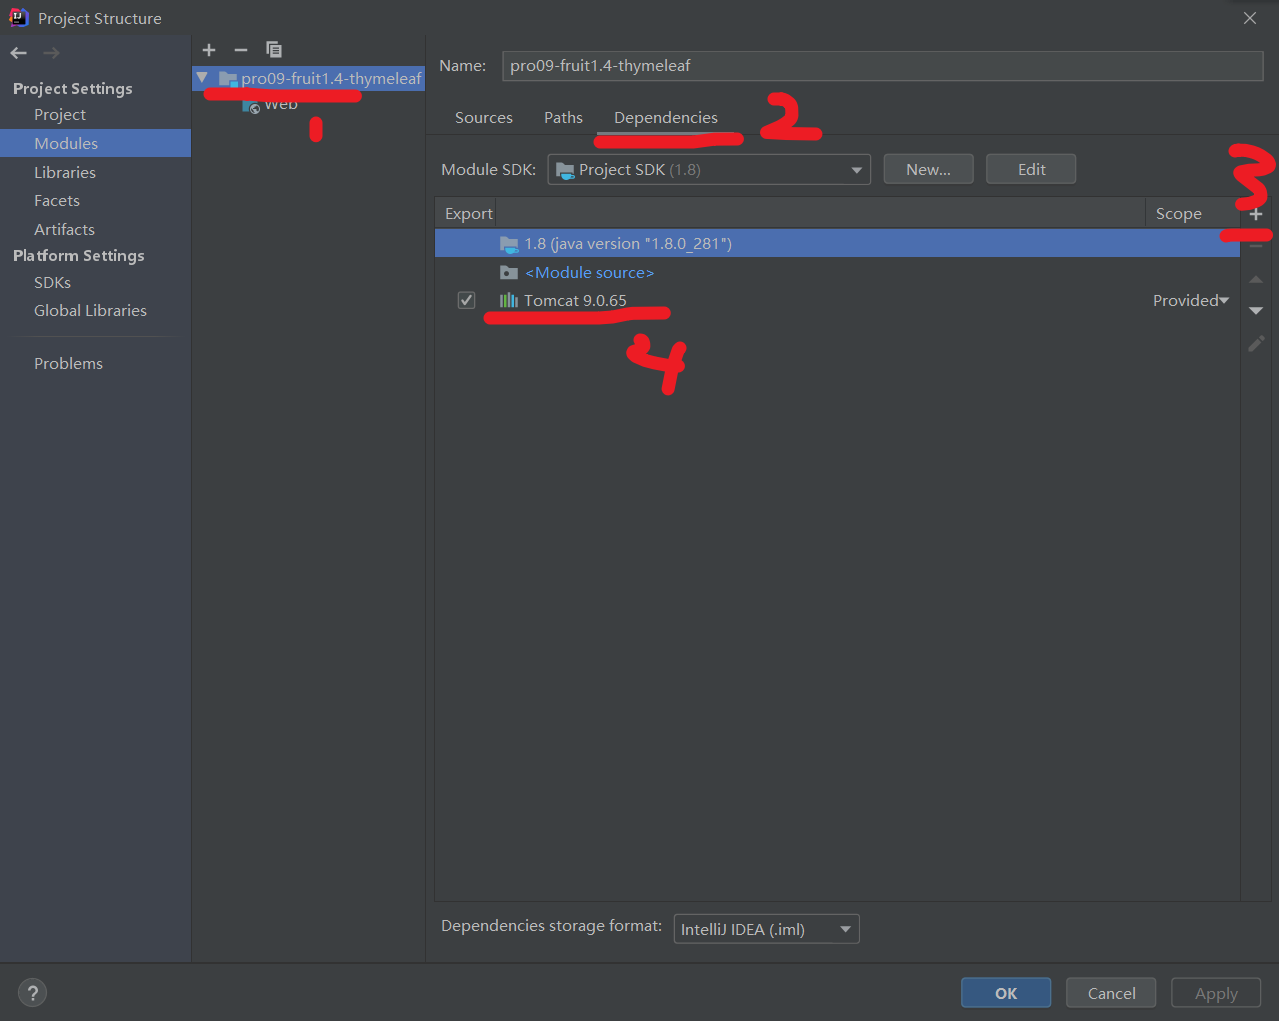 Project Structure
Project Settings
Project
Modules
Libraries
Facets
Artifacts
Platform Settings
SDKs
Global Libraries
Problems
pro09-fruit1.4-thymeleaf
Web
1
Name: pro09-fruit1.4-thymeleaf
Sources Paths Dependencies 2
Module SDK: Project SDK (1.8) New... Edit
3
Export Scope
1.8 (java version "1.8.0_281")
<Module source>
Tomcat 9.0.65 Provided
4
Dependencies storage format: IntelliJ IDEA (.iml)
? OK Cancel Apply